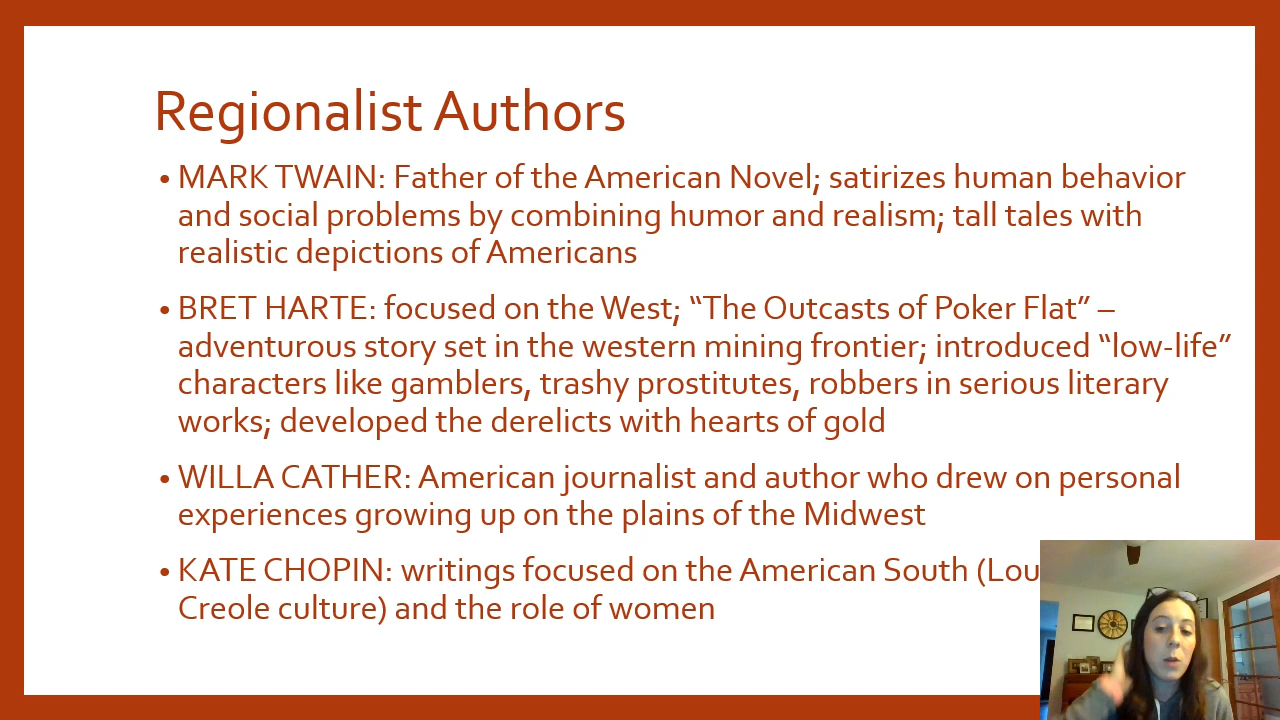 Regionalist Authors
• MARK TWAIN: Father of the American Novel; satirizes human behavior
and social problems by combining humor and realism; tall tales with
realistic depictions of Americans
• BRET HARTE: focused on the West; “The Outcasts of Poker Flat” –
adventurous story set in the western mining frontier; introduced “low-life”
characters like gamblers, trashy prostitutes, robbers in serious literary
works; developed the derelicts with hearts of gold
• WILLA CATHER: American journalist and author who drew on personal
experiences growing up on the plains of the Midwest
• KATE CHOPIN: writings focused on the American South (Lou
Creole culture) and the role of women